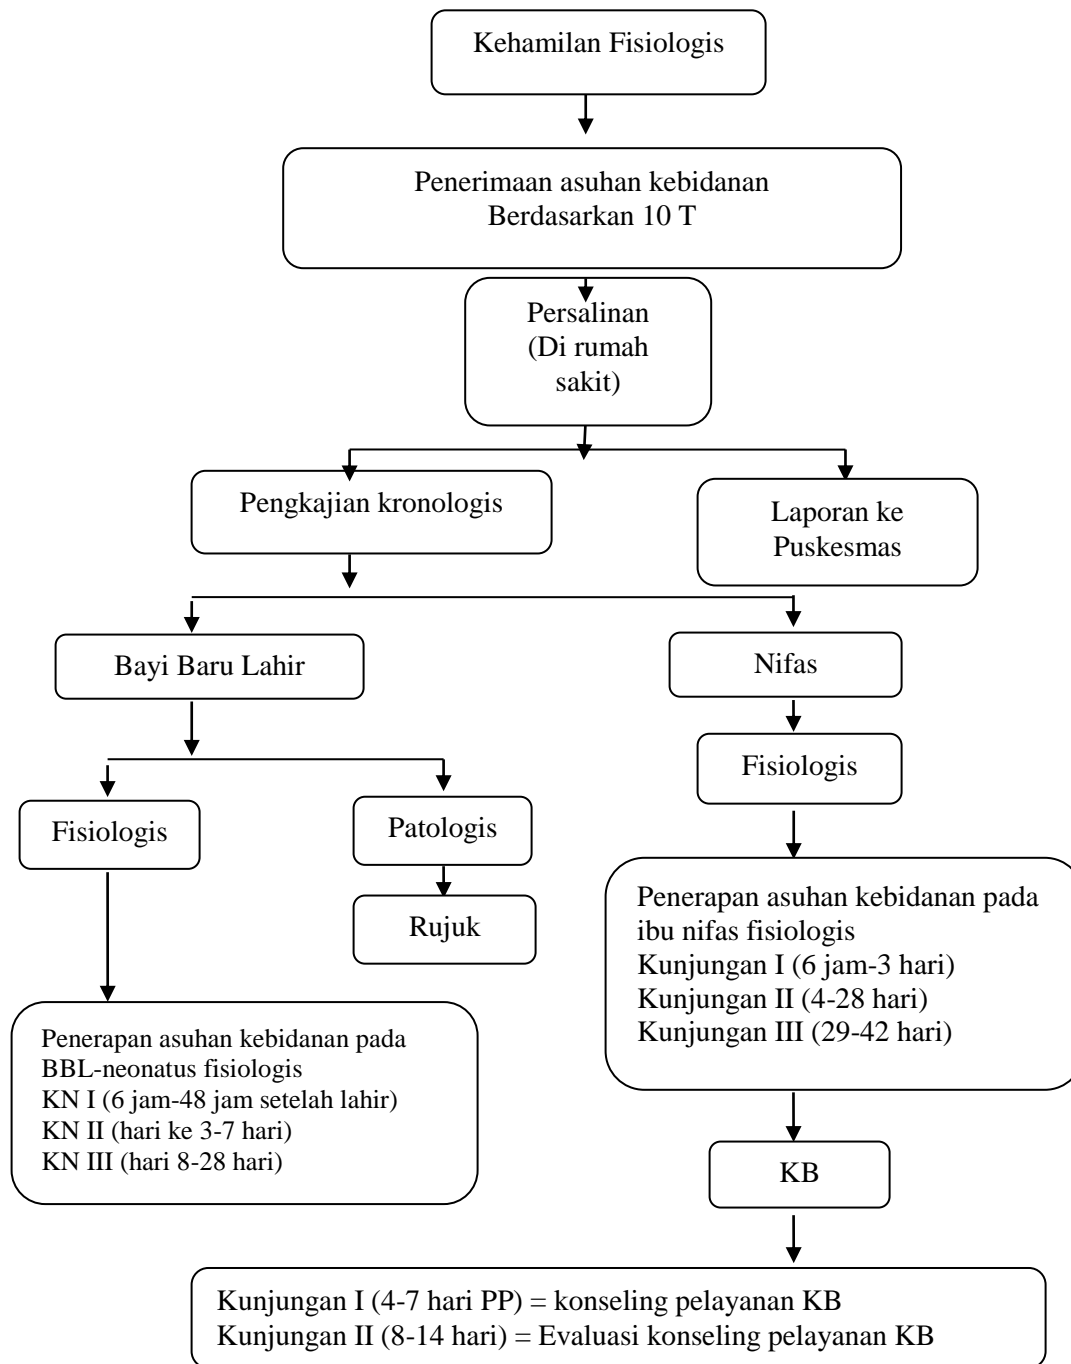 Kehamilan Fisiologis
Penerimaan asuhan kebidanan
Berdasarkan 10 T
Persalinan
(Di rumah
sakit)
Pengkajian kronologis
Laporan ke
Puskesmas
Bayi Baru Lahir
Nifas
Fisiologis
Fisiologis
Patologis
Rujuk
Penerapan asuhan kebidanan pada
ibu nifas fisiologis
Kunjungan I (6 jam-3 hari)
Kunjungan II (4-28 hari)
Kunjungan III (29-42 hari)
Penerapan asuhan kebidanan pada
BBL-neonatus fisiologis
KN I (6 jam-48 jam setelah lahir)
KN II (hari ke 3-7 hari)
KN III (hari 8-28 hari)
KB
Kunjungan I (4-7 hari PP) = konseling pelayanan KB
Kunjungan II (8-14 hari) = Evaluasi konseling pelayanan KB